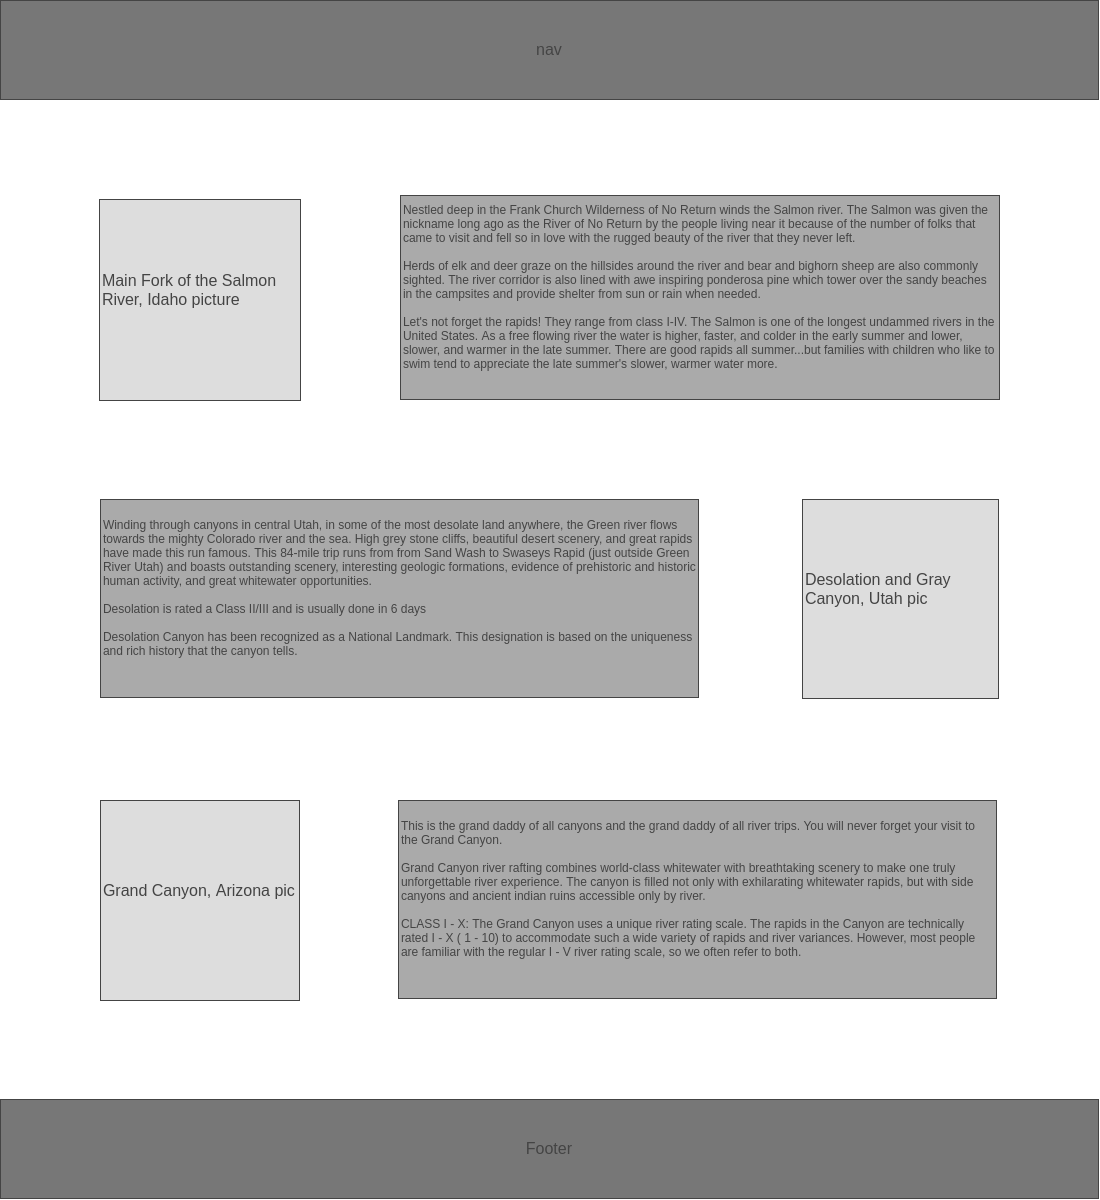 nav
Main Fork of the Salmon
River, Idaho picture
Nestled deep in the Frank Church Wilderness of No Return winds the Salmon river. The Salmon was given the
nickname long ago as the River of No Return by the people living near it because of the number of folks that
came to visit and fell so in love with the rugged beauty of the river that they never left.
Herds of elk and deer graze on the hillsides around the river and bear and bighorn sheep are also commonly
sighted. The river corridor is also lined with awe inspiring ponderosa pine which tower over the sandy beaches
in the campsites and provide shelter from sun or rain when needed.
Let's not forget the rapids! They range from class I-IV. The Salmon is one of the longest undammed rivers in the
United States. As a free flowing river the water is higher, faster, and colder in the early summer and lower,
slower, and warmer in the late summer. There are good rapids all summer...but families with children who like to
swim tend to appreciate the late summer's slower, warmer water more.
Winding through canyons in central Utah, in some of the most desolate land anywhere, the Green river flows
towards the mighty Colorado river and the sea. High grey stone cliffs, beautiful desert scenery, and great rapids
have made this run famous. This 84-mile trip runs from from Sand Wash to Swaseys Rapid (just outside Green
River Utah) and boasts outstanding scenery, interesting geologic formations, evidence of prehistoric and historic
human activity, and great whitewater opportunities.
Desolation is rated a Class II/III and is usually done in 6 days
Desolation Canyon has been recognized as a National Landmark. This designation is based on the uniqueness
and rich history that the canyon tells.
Desolation and Gray
Canyon, Utah pic
Grand Canyon, Arizona pic
This is the grand daddy of all canyons and the grand daddy of all river trips. You will never forget your visit to
the Grand Canyon.
Grand Canyon river rafting combines world-class whitewater with breathtaking scenery to make one truly
unforgettable river experience. The canyon is filled not only with exhilarating whitewater rapids, but with side
canyons and ancient indian ruins accessible only by river.
CLASS I - X: The Grand Canyon uses a unique river rating scale. The rapids in the Canyon are technically
rated I - X ( 1 - 10) to accommodate such a wide variety of rapids and river variances. However, most people
are familiar with the regular I - V river rating scale, so we often refer to both.
Footer